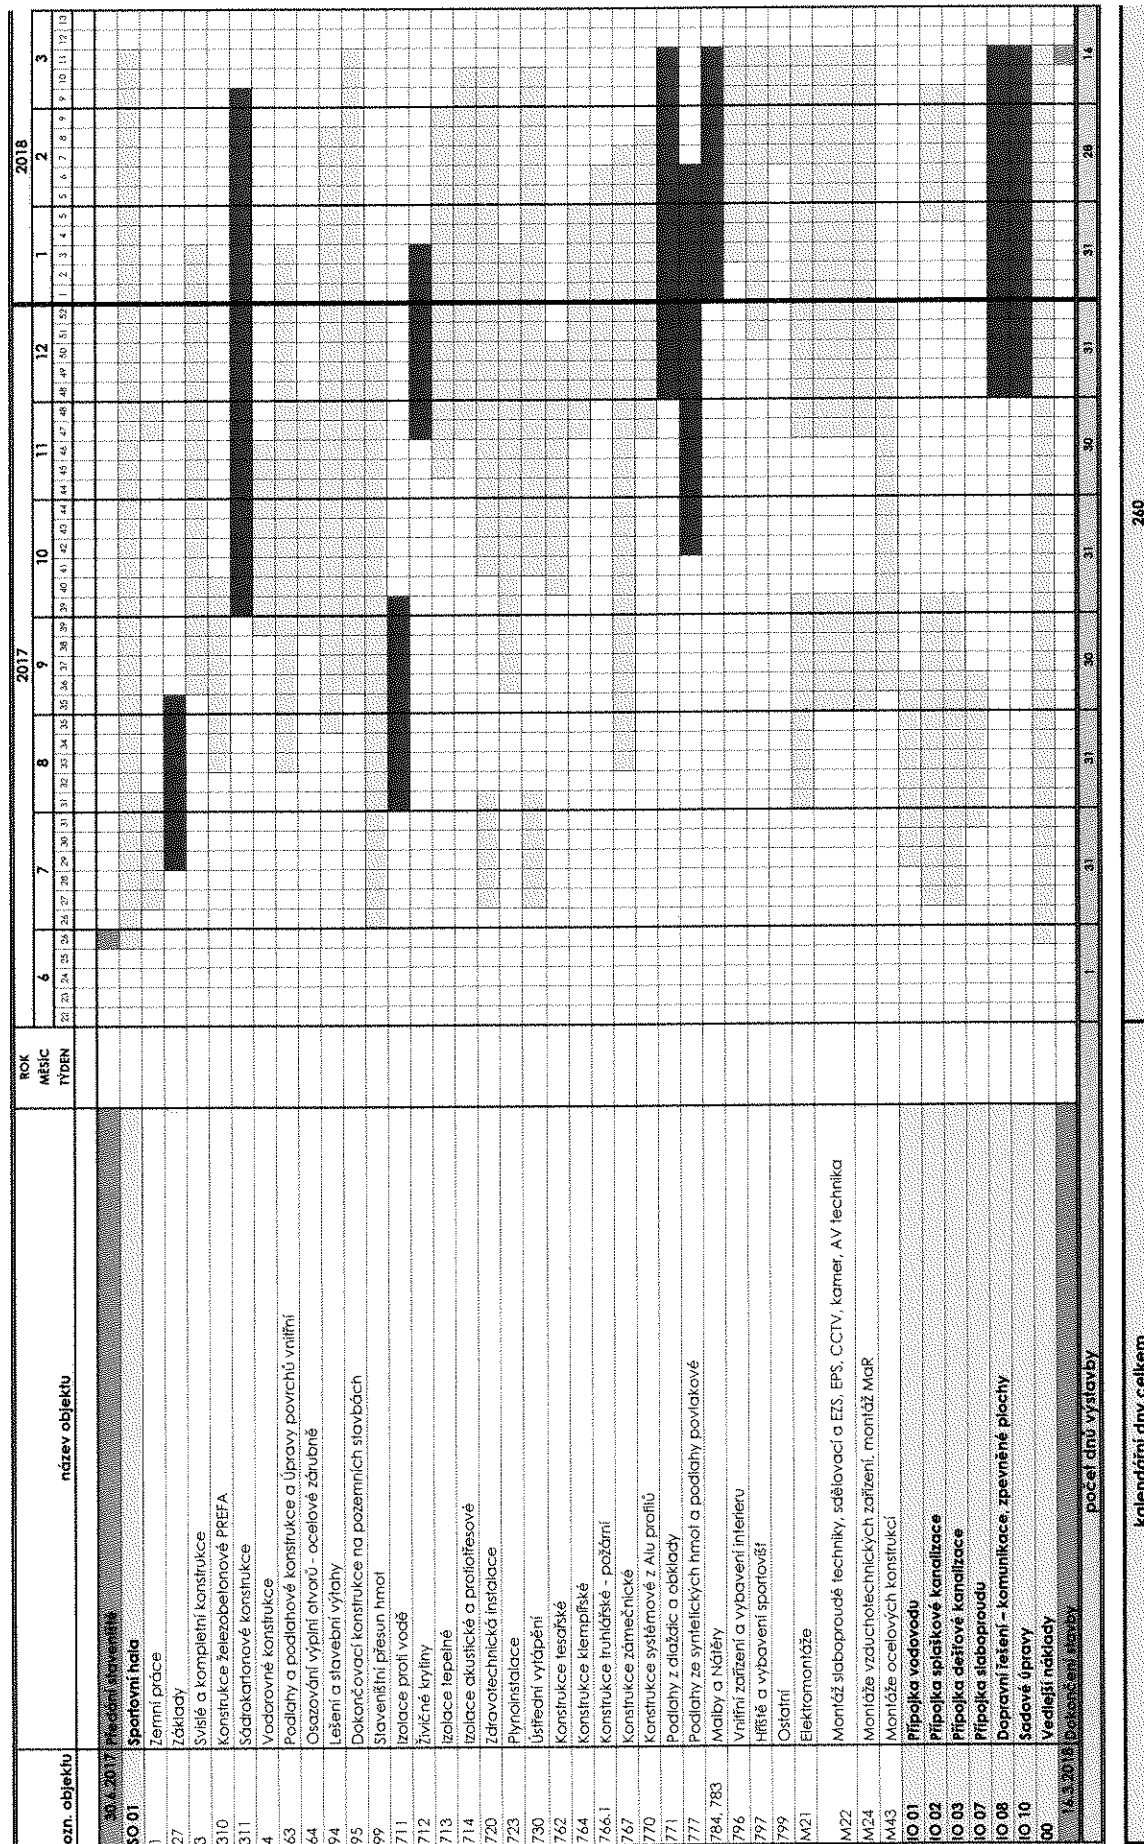 ozn. objektu název objektu ROK 2017 2018
MĚSÍC 6 7 8 9 10 11 12 1 2 3
TÝDEN 22 23 24 25 26 26 27 28 29 30 31 31 32 33 34 35 35 36 37 38 39 39 40 41 42 43 44 44 45 46 47 48 48 49 50 51 52 1 2 3 4 5 5 6 7 8 9 9 10 11 12 13
30.6.2017 Předání staveniště
SO 01 Sportovní hala
1 Zemní práce
27 Základy
3 Svislé a kompletní konstrukce
310 Konstrukce železobetonové PREFA
311 Sádrokartonové konstrukce
4 Vodorovné konstrukce
63 Podlahy a podlahové konstrukce a Úpravy povrchů vnitřní
64 Osazování výplní otvorů - ocelové zárubně
94 Lešení a stavební výtahy
95 Dokončovací konstrukce na pozemních stavbách
99 Staveništní přesun hmot
711 Izolace proti vodě
712 Živičné krytiny
713 Izolace tepelné
714 Izolace akustické a protiotřesové
720 Zdravotechnická instalace
723 Plynoinstalace
730 Ústřední vytápění
762 Konstrukce tesařské
764 Konstrukce klempířské
766.1 Konstrukce truhlářské - požární
767 Konstrukce zámečnické
770 Konstrukce systémové z Alu profilů
771 Podlahy z dlaždic a obklady
777 Podlahy ze syntetických hmot a podlahy povlakové
784, 783 Malby a Nátěry
796 Vnitřní zařízení a vybavení interieru
797 Hřiště a vybavení sportovišť
799 Ostatní
M21 Elektromontáže
M22 Montáž slaboproudé techniky, sdělovací a EZS, EPS, CCTV, kamer, AV technika
M24 Montáže vzduchotechnických zařízení, montáž MaR
M43 Montáže ocelových konstrukcí
IO 01 Přípojka vodovodu
IO 02 Přípojka splaškové kanalizace
IO 03 Přípojka dešťové kanalizace
IO 07 Přípojka slaboproudu
IO 08 Dopravní řešení - komunikace, zpevněné plochy
IO 10 Sadové úpravy
00 Vedlejší náklady
16.3.2018 Dokončení stavby
počet dnů výstavby 1 31 31 30 31 30 31 31 28 16
kalendářní dny celkem 260